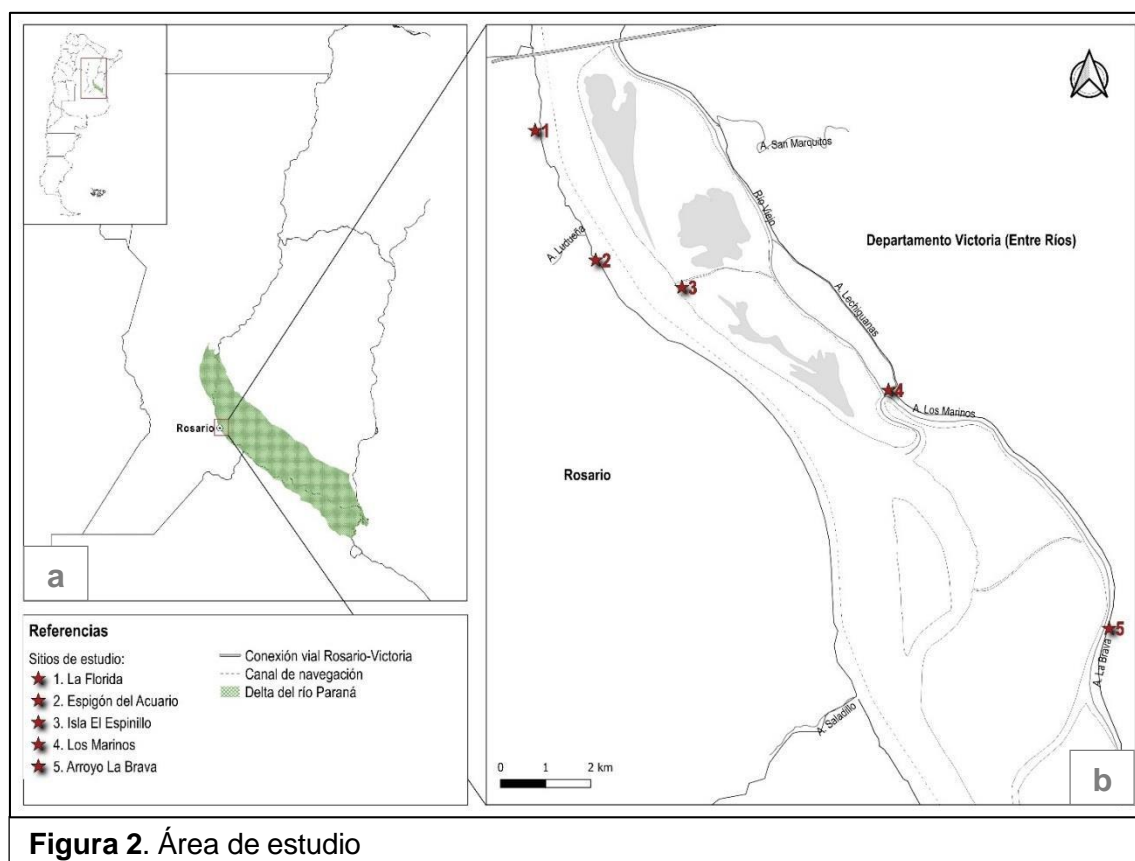 Rosario
a
Referencias
Sitios de estudio:
1. La Florida
2. Espigón del Acuario
3. Isla El Espinillo
4. Los Marinos
5. Arroyo La Brava
Conexión vial Rosario-Victoria
Canal de navegación
Delta del río Paraná
1
A. San Marquitos
Río Viejo
Departamento Victoria (Entre Ríos)
A. Ludueña
2
3
A. Lechiguanas
4
A. Los Marinos
Rosario
5
A. La Brava
A. Saladillo
0 1 2 km
b
Figura 2. Área de estudio